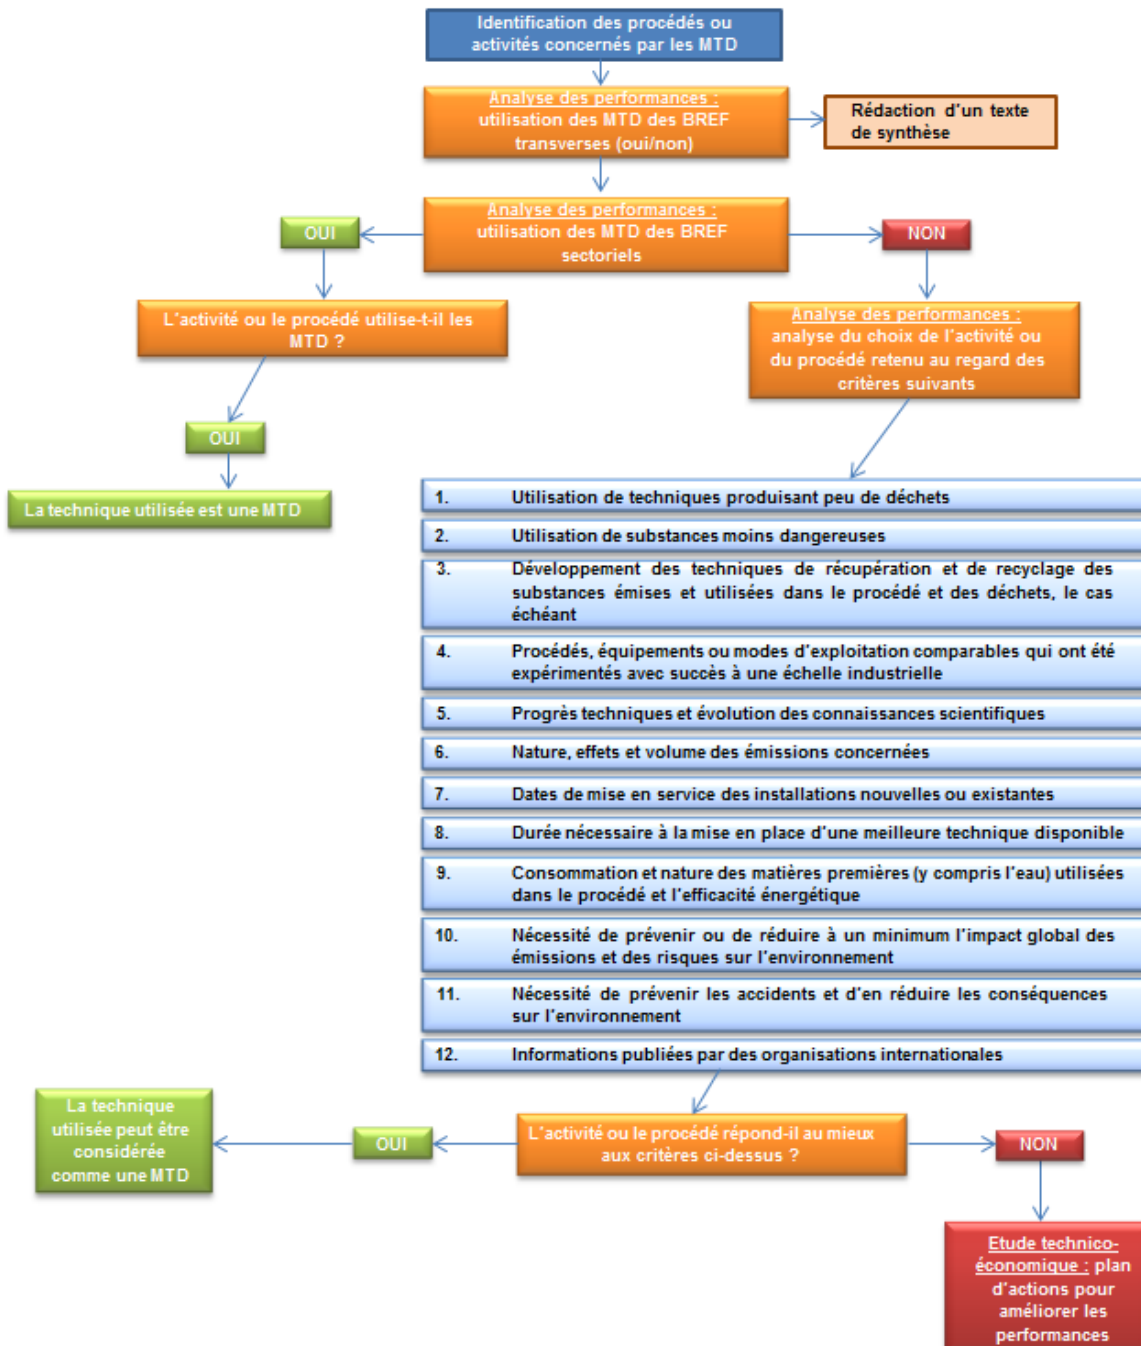 Identification des procédés ou
activités concernés par les MTD
Analyse des performances :
utilisation des MTD des BREF
transverses (oui/non)
Rédaction d'un texte
de synthèse
Analyse des performances :
utilisation des MTD des BREF
sectoriels
OUI
NON
L'activité ou le procédé utilise-t-il les
MTD ?
Analyse des performances :
analyse du choix de l'activité ou
du procédé retenu au regard des
critères suivants
OUI
La technique utilisée est une MTD
1. Utilisation de techniques produisant peu de déchets
2. Utilisation de substances moins dangereuses
3. Développement des techniques de récupération et de recyclage des
substances émises et utilisées dans le procédé et des déchets, le cas
échéant
4. Procédés, équipements ou modes d'exploitation comparables qui ont été
expérimentés avec succès à une échelle industrielle
5. Progrès techniques et évolution des connaissances scientifiques
6. Nature, effets et volume des émissions concernées
7. Dates de mise en service des installations nouvelles ou existantes
8. Durée nécessaire à la mise en place d'une meilleure technique disponible
9. Consommation et nature des matières premières (y compris l'eau) utilisées
dans le procédé et l'efficacité énergétique
10. Nécessité de prévenir ou de réduire à un minimum l'impact global des
émissions et des risques sur l'environnement
11. Nécessité de prévenir les accidents et d'en réduire les conséquences
sur l'environnement
12. Informations publiées par des organisations internationales
La technique
utilisée peut être
considérée
comme une MTD
OUI
L'activité ou le procédé répond-il au mieux
aux critères ci-dessus ?
NON
Etude technico-
économique : plan
d'actions pour
améliorer les
performances